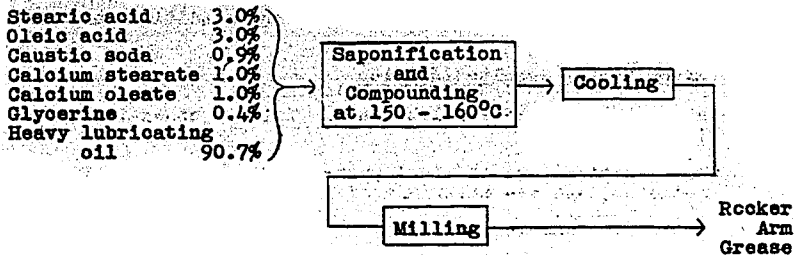 Stearic acid 3.0%
Oleic acid 3.0%
Caustic soda 0.9%
Calcium stearate 1.0%
Calcium oleate 1.0%
Glycerine 0.4%
Heavy lubricating
oil 90.7%
Saponification
and
Compounding
at 150 - 160°C
Cooling
Milling
Rocker
Arm
Grease